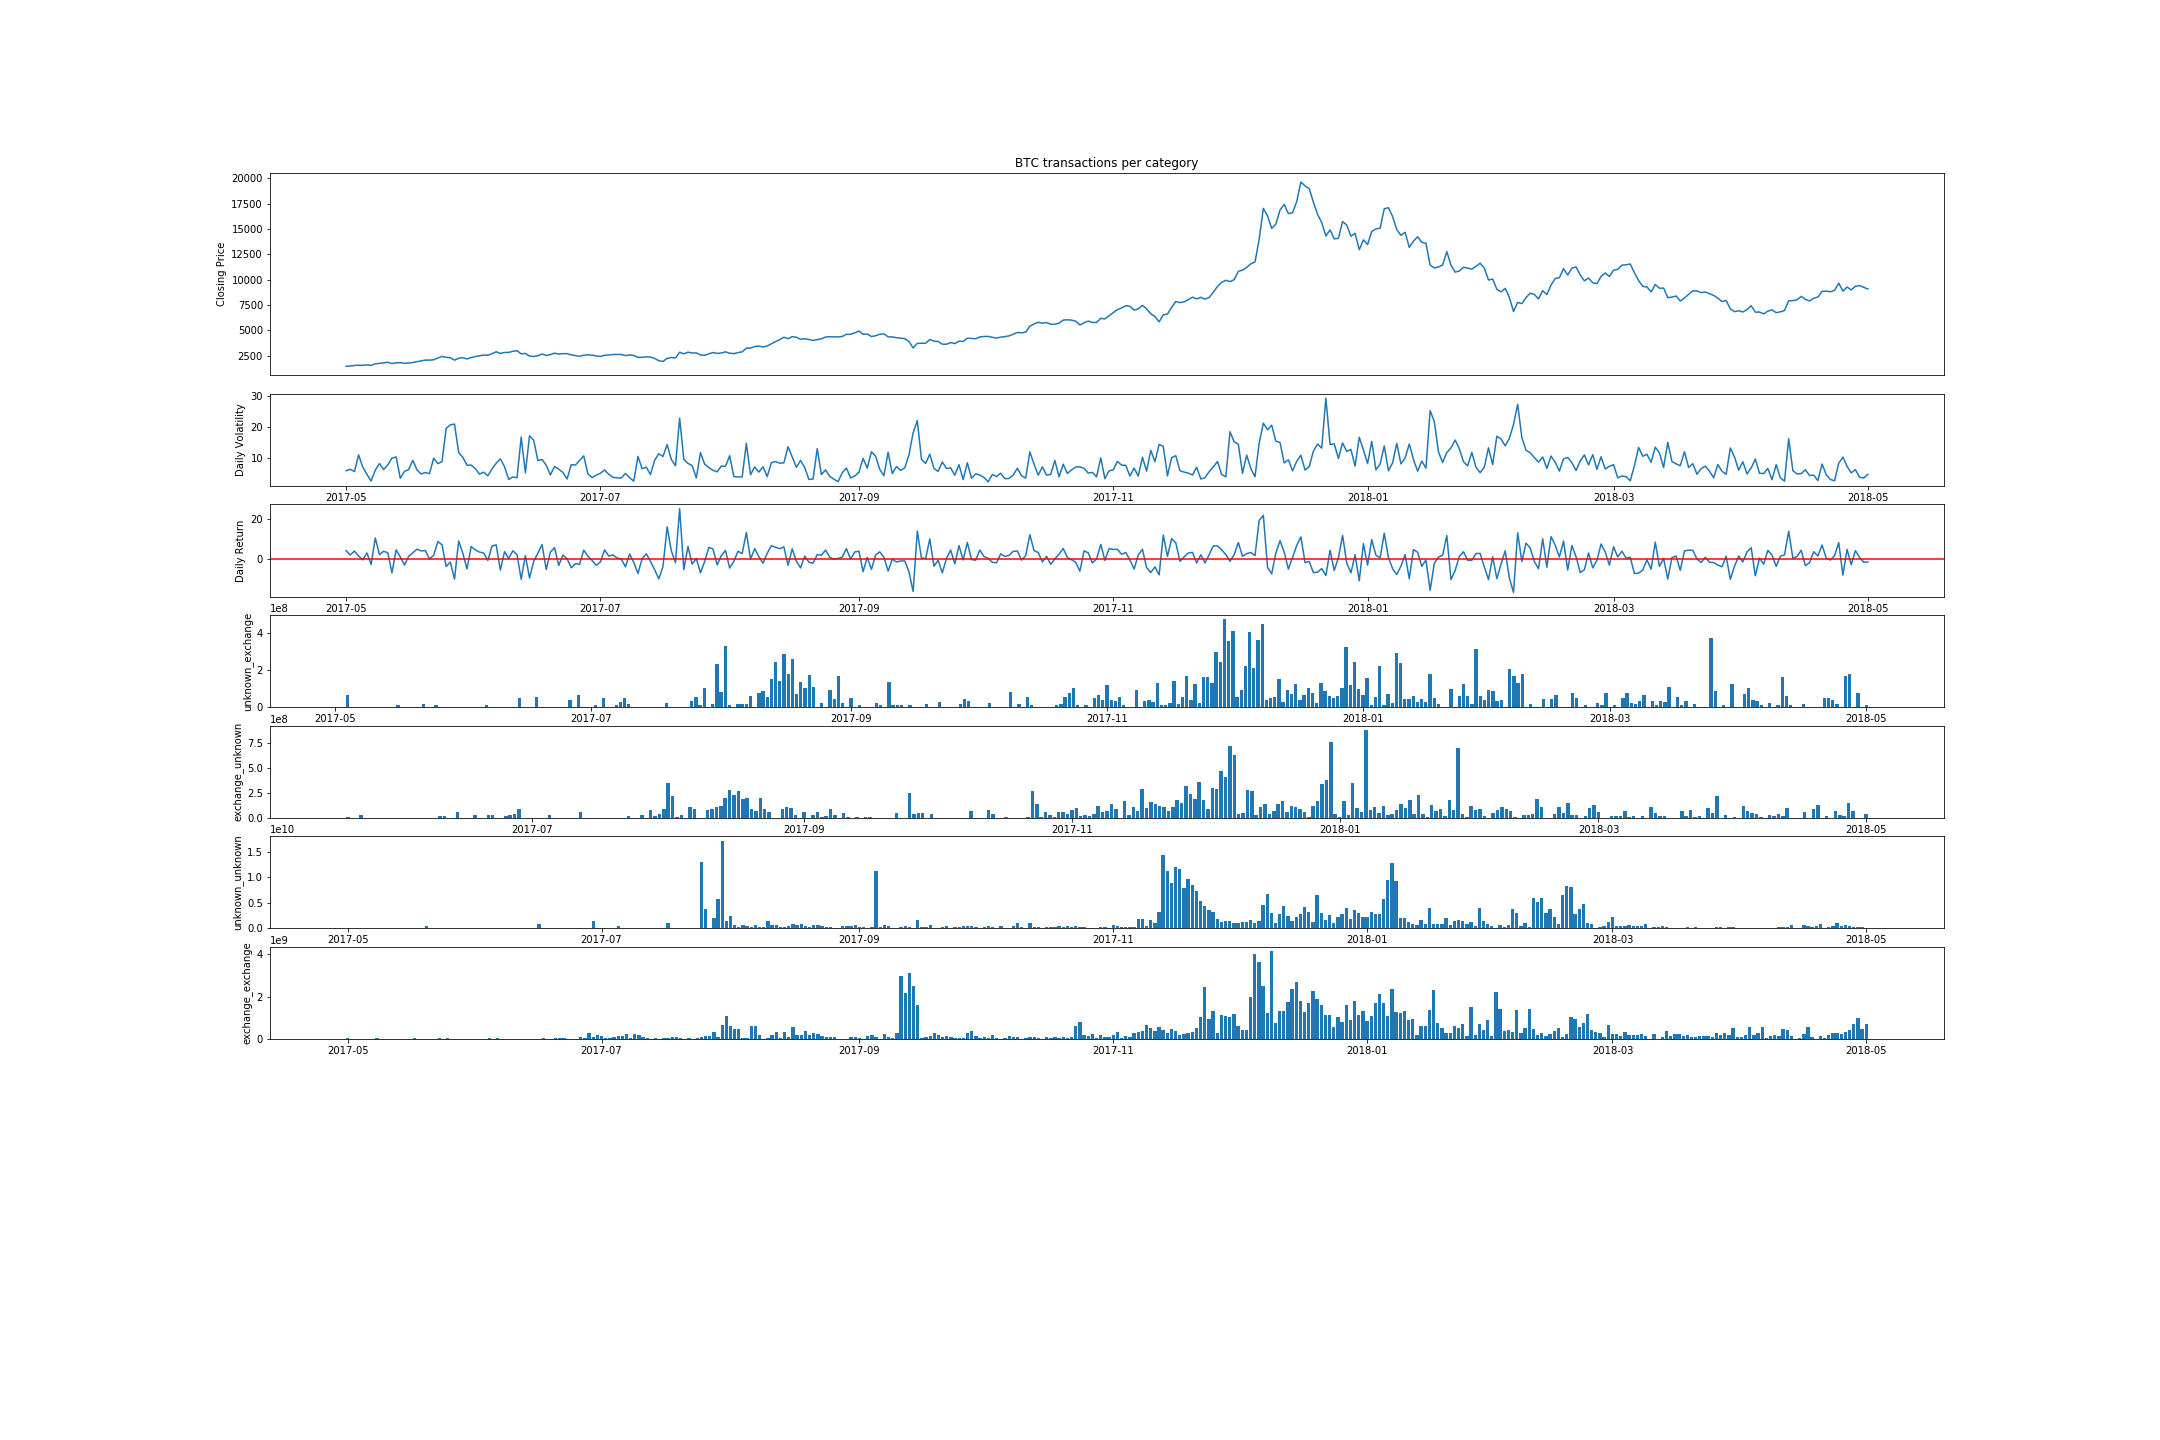 BTC transactions per category
20000
17500
15000
12500
10000
7500
5000
2500
Closing Price
30
20
10
Daily Volatility
2017-05 2017-07 2017-09 2017-11 2018-01 2018-03 2018-05
20
0
Daily Return
2017-05 2017-07 2017-09 2017-11 2018-01 2018-03 2018-05
1e8
4
2
0
unknown_exchange
2017-05 2017-07 2017-09 2017-11 2018-01 2018-03 2018-05
1e8
7.5
5.0
2.5
0.0
exchange_unknown
2017-07 2017-09 2017-11 2018-01 2018-03 2018-05
1e10
1.5
1.0
0.5
0.0
unknown_unknown
2017-05 2017-07 2017-09 2017-11 2018-01 2018-03 2018-05
1e9
4
2
0
exchange_exchange
2017-05 2017-07 2017-09 2017-11 2018-01 2018-03 2018-05